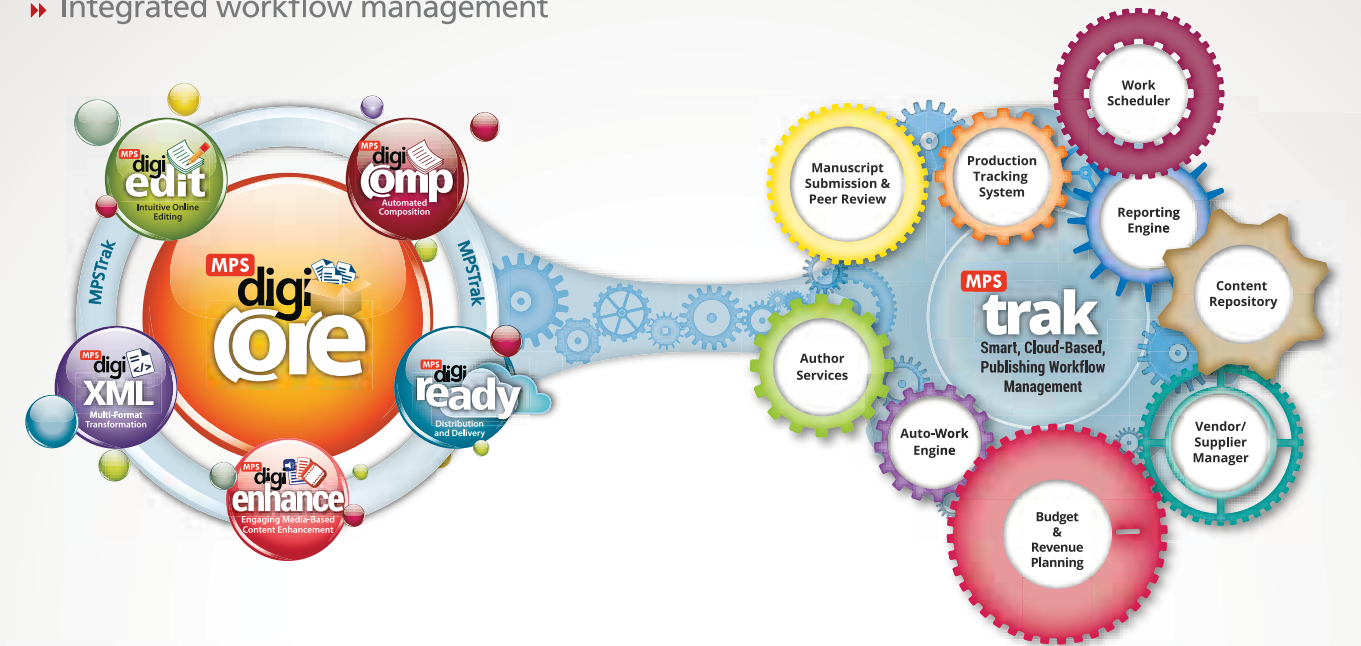 Integrated workflow management
MPS
digi
edit
Intuitive Online
Editing
MPS
digi
comp
Automated
Composition
MPSTrak
MPSTrak
MPS
digi
core
MPS
digi
XML
Multi-Format
Transformation
MPS
digi
ready
Distribution
and Delivery
MPS
digi
enhance
Engaging Media-Based
Content Enhancement
Work
Scheduler
Manuscript
Submission &
Peer Review
Production
Tracking
System
Reporting
Engine
Content
Repository
MPS
trak
Smart, Cloud-Based,
Publishing Workflow
Management
Author
Services
Auto-Work
Engine
Vendor/
Supplier
Manager
Budget
&
Revenue
Planning